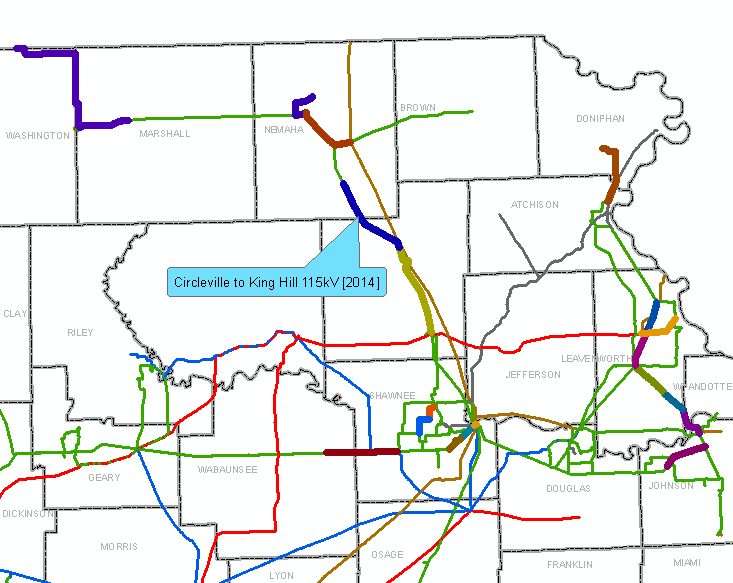 BROWN
DONIPHAN
WASHINGTON
MARSHALL
NEMAHA
ATCHISON
Circleville to King Hill 115kV [2014]
CLAY
RILEY
LEAVENWORTH
JEFFERSON
WYANDOTTE
SHAWNEE
WABAUNSEE
GEARY
DOUGLAS
JOHNSON
DICKINSON
MORRIS
OSAGE
FRANKLIN
MIAMI
LYON